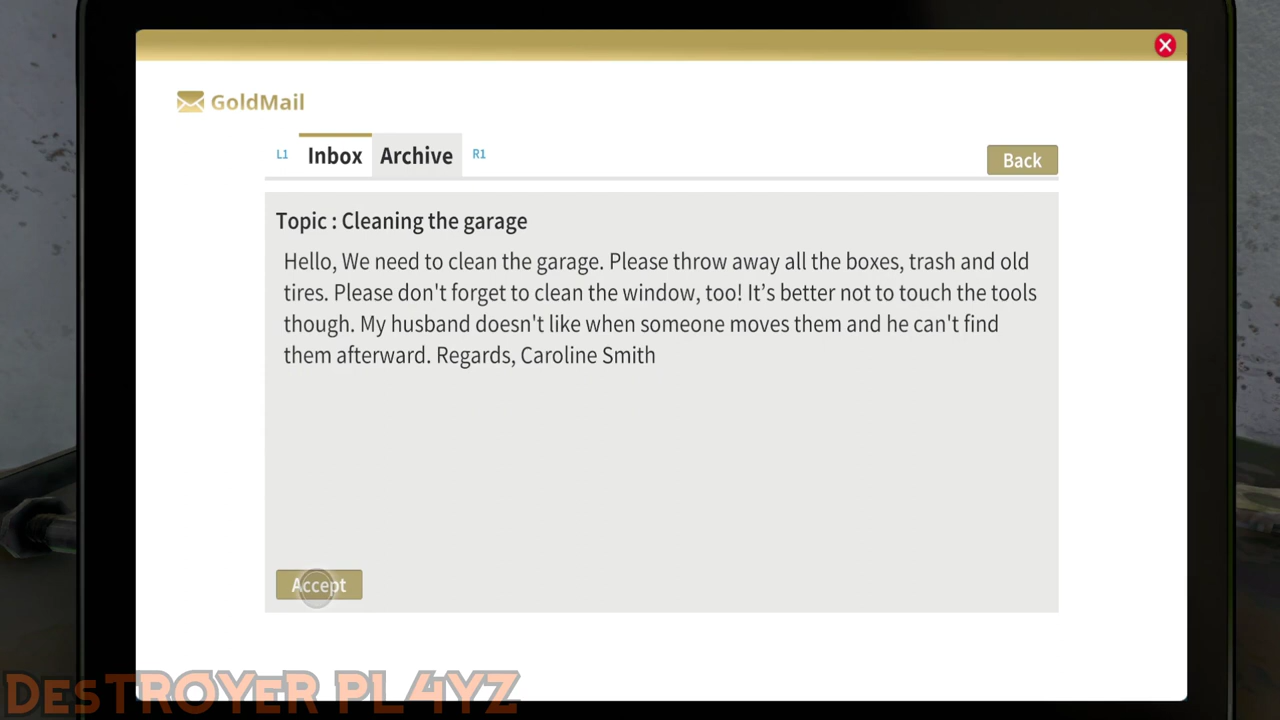 GoldMail
L1 Inbox Archive R1
Back
Topic : Cleaning the garage
Hello, We need to clean the garage. Please throw away all the boxes, trash and old
tires. Please don't forget to clean the window, too! It’s better not to touch the tools
though. My husband doesn't like when someone moves them and he can't find
them afterward. Regards, Caroline Smith
Accept
DESTROYER PL4YZ